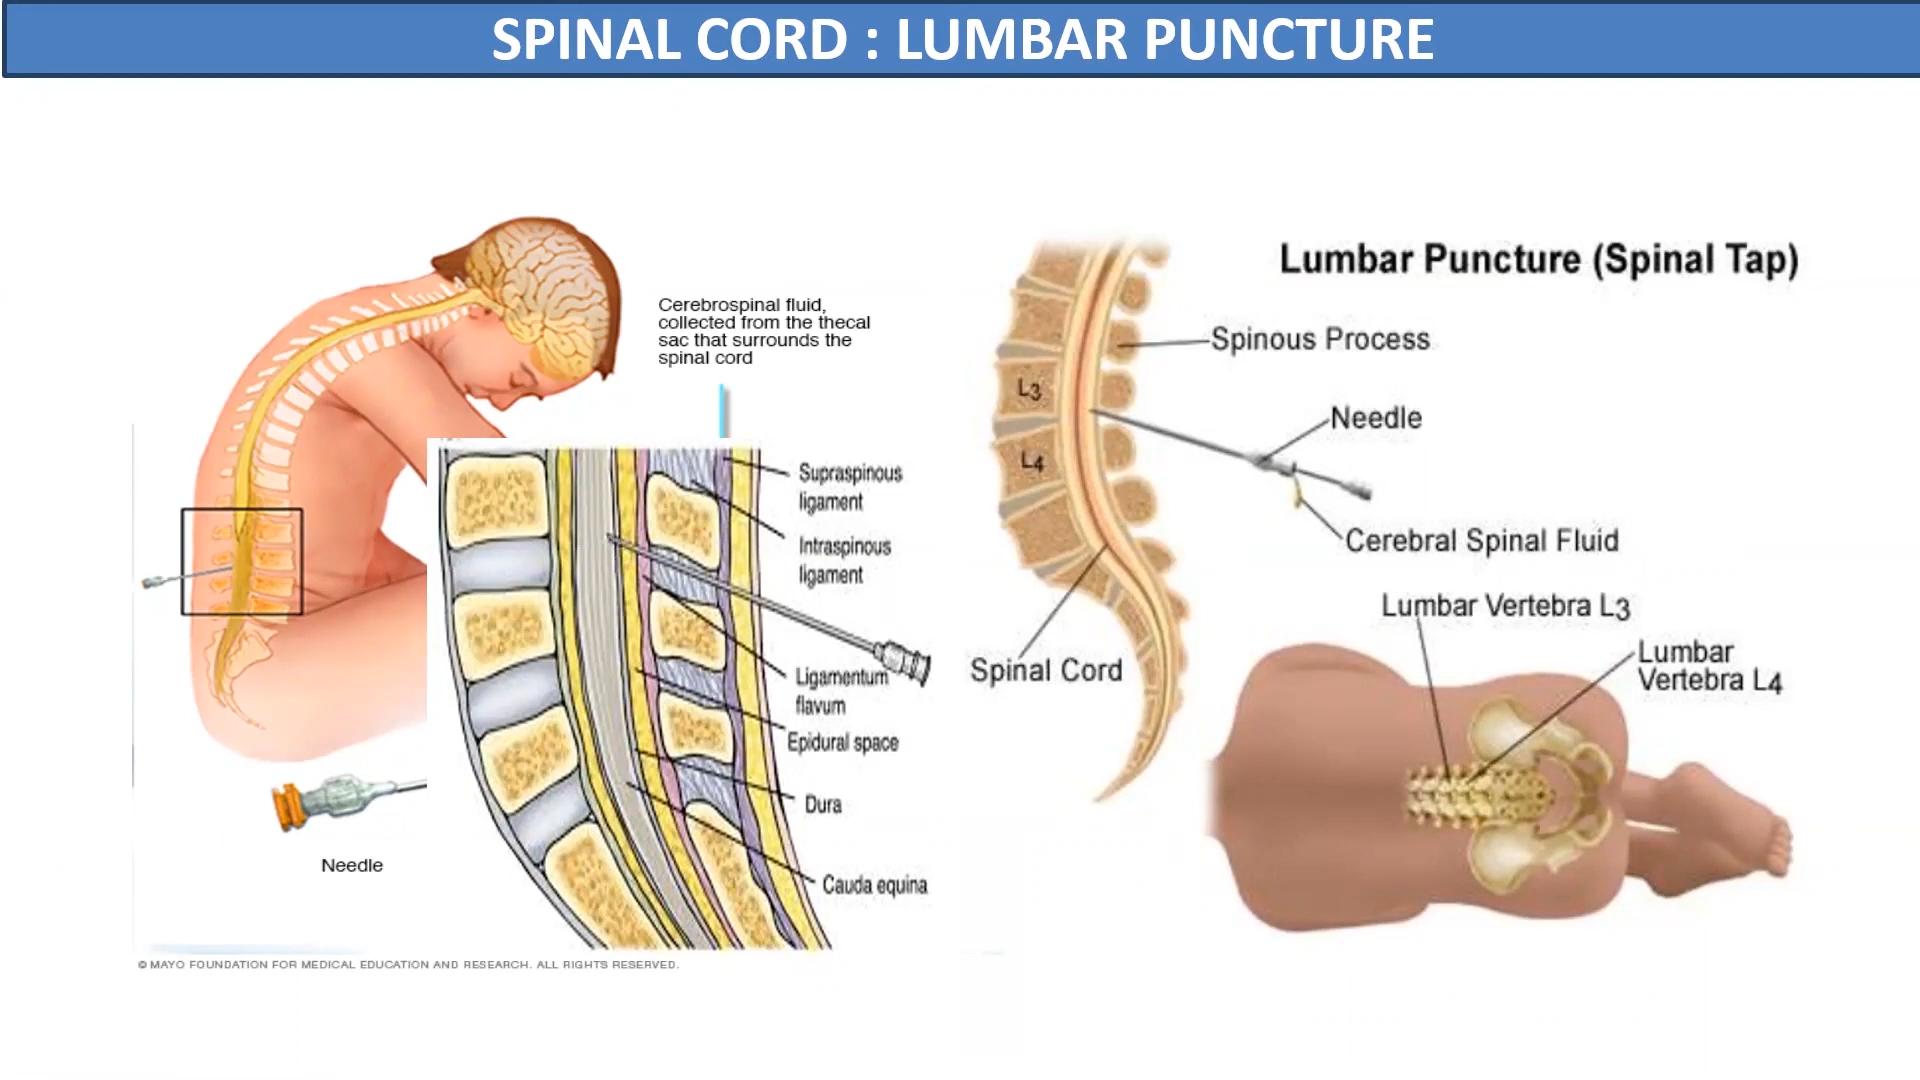 SPINAL CORD : LUMBAR PUNCTURE
Cerebrospinal fluid,
collected from the thecal
sac that surrounds the
spinal cord
Supraspinous
ligament
Intraspinous
ligament
Ligamentum
flavum
Epidural space
Dura
Cauda equina
Needle
© MAYO FOUNDATION FOR MEDICAL EDUCATION AND RESEARCH. ALL RIGHTS RESERVED.
Lumbar Puncture (Spinal Tap)
Spinous Process
L3
Needle
L4
Cerebral Spinal Fluid
Lumbar Vertebra L3
Lumbar
Vertebra L4
Spinal Cord